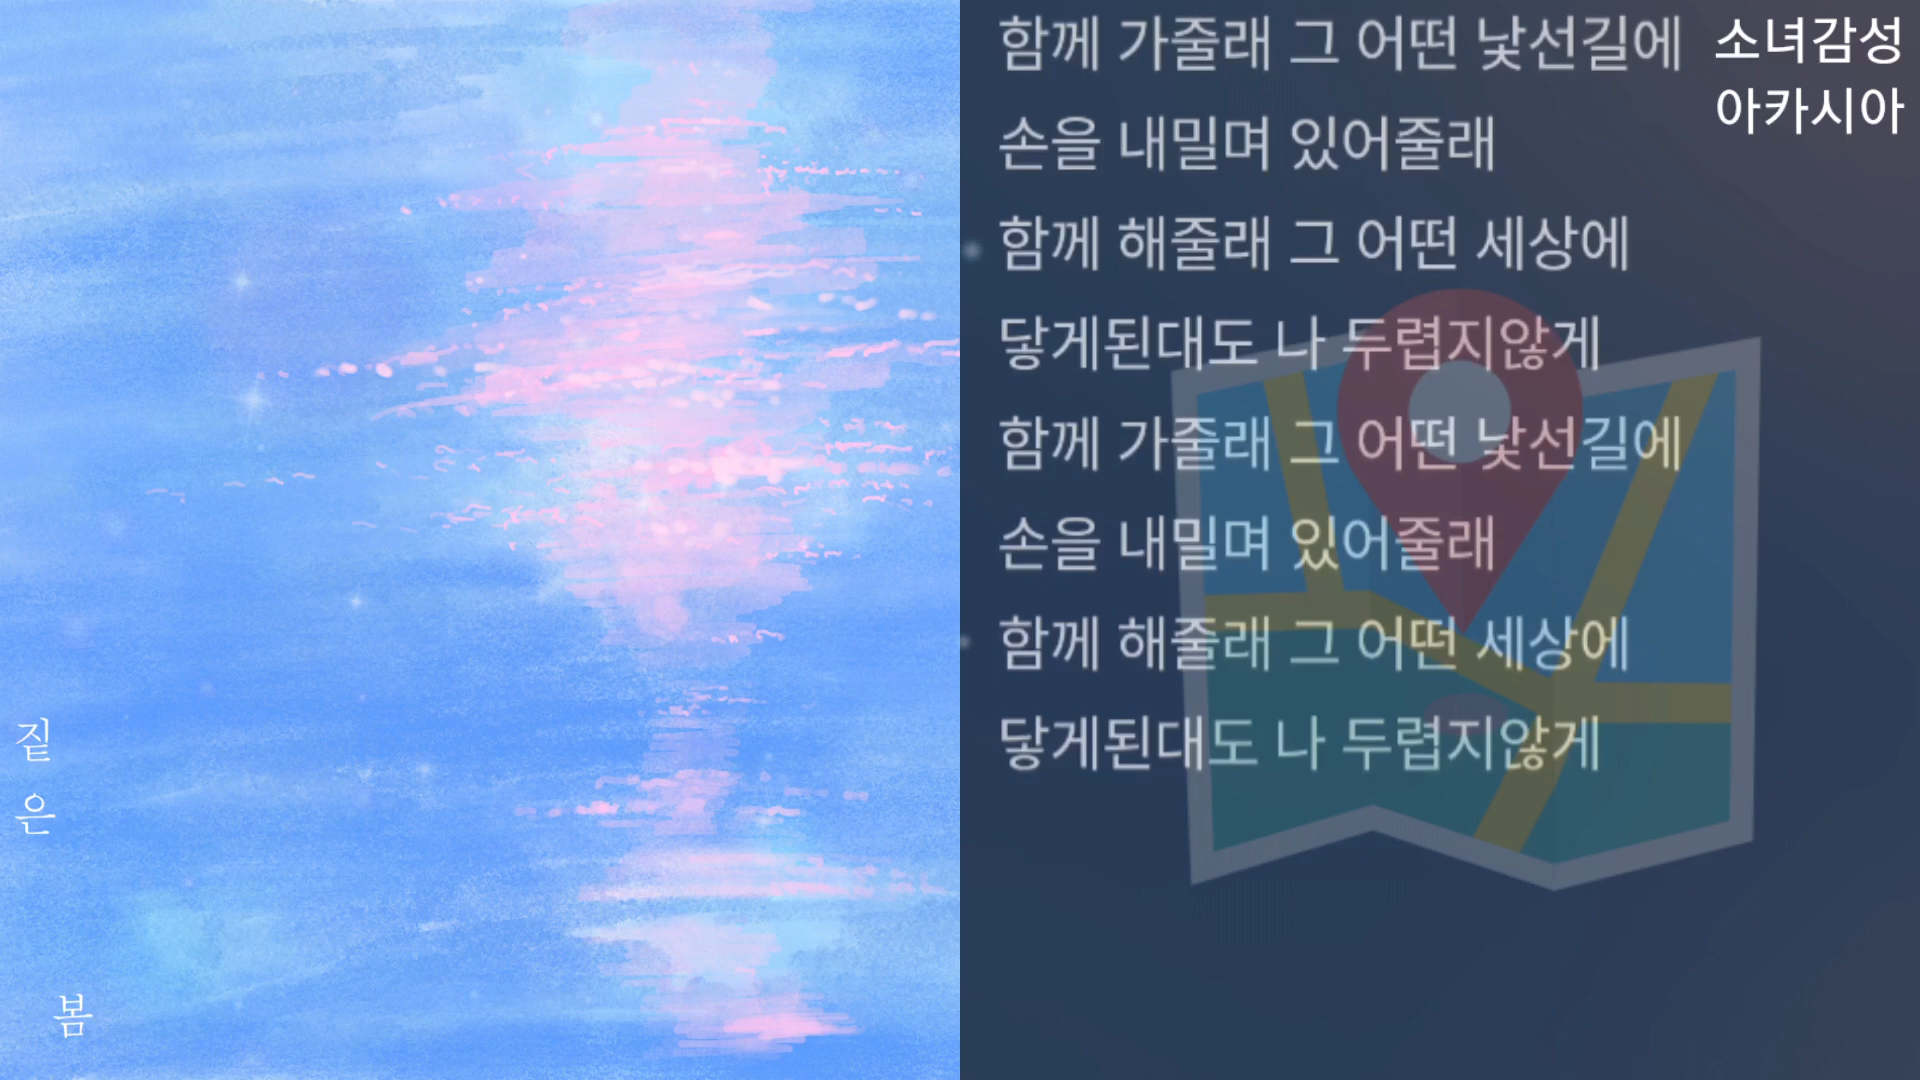 짙
은
봄
함께 가줄래 그 어떤 낯선길에
손을 내밀며 있어줄래
함께 해줄래 그 어떤 세상에
닿게된대도 나 두렵지않게
함께 가줄래 그 어떤 낯선길에
손을 내밀며 있어줄래
함께 해줄래 그 어떤 세상에
닿게된대도 나 두렵지않게
소녀감성
아카시아